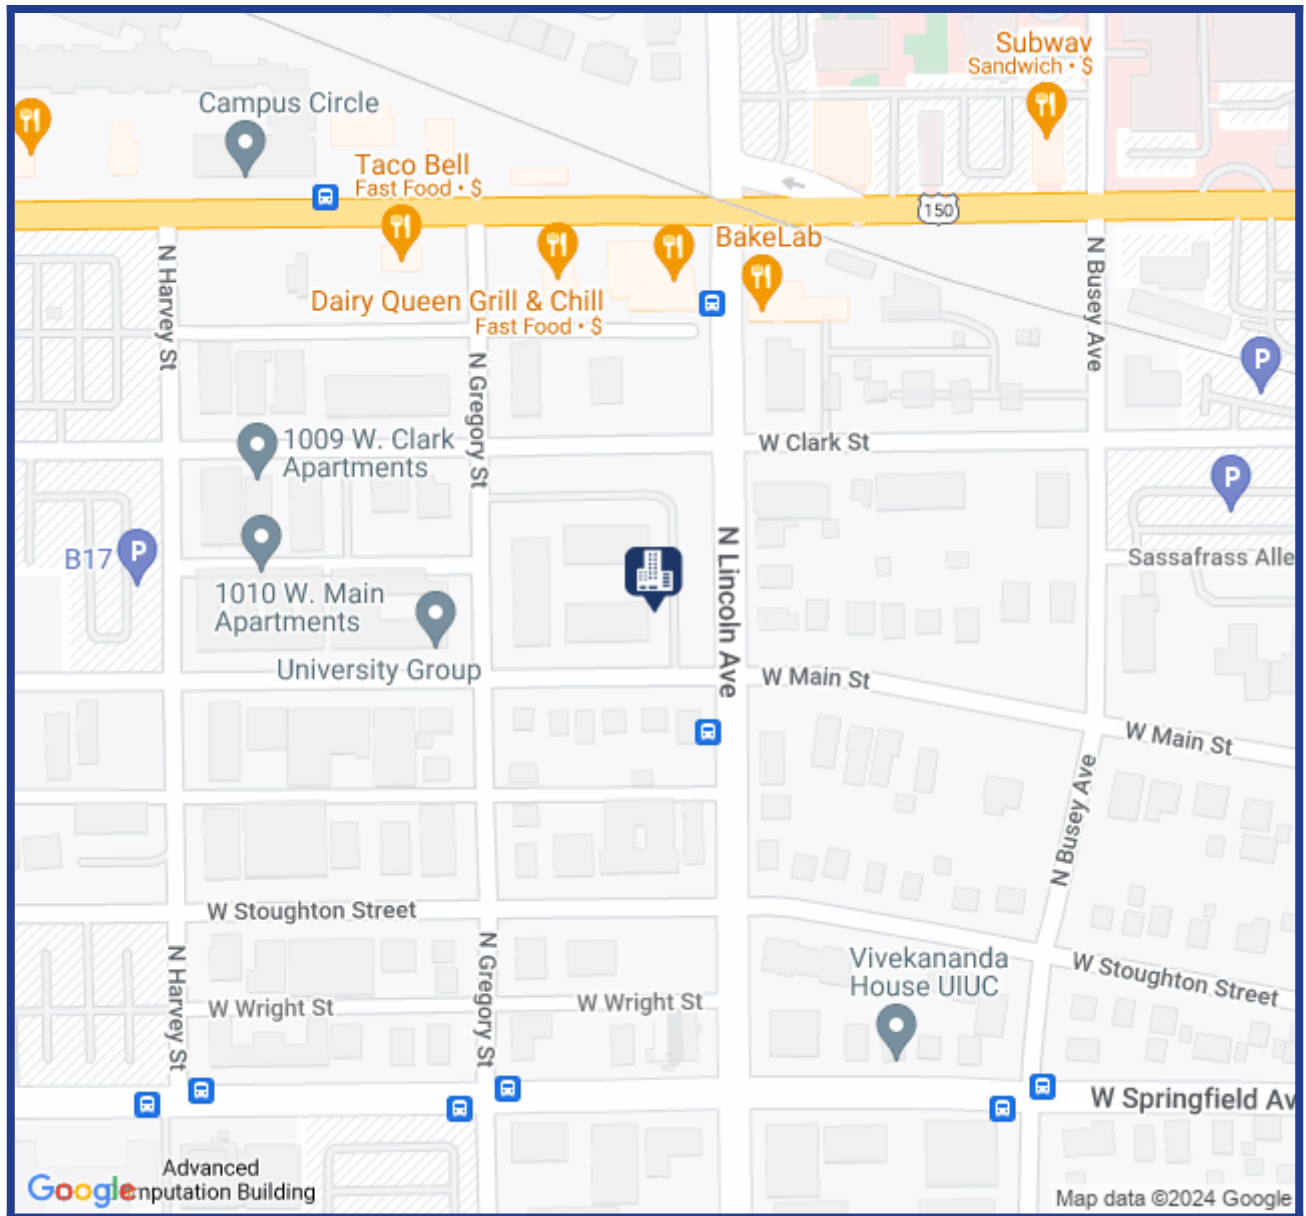 Subway
Sandwich • $
Campus Circle
Taco Bell
Fast Food • $
150
BakeLab
N Harvey St
N Busey Ave
Dairy Queen Grill & Chill
Fast Food • $
N Gregory St
P
1009 W. Clark
Apartments
W Clark St
P
N Lincoln Ave
B17
P
Sassafrass Alle
1010 W. Main
Apartments
University Group
W Main St
W Main St
N Busey Ave
W Stoughton Street
N Harvey St
N Gregory St
Vivekananda
House UIUC
W Stoughton Street
W Wright St
W Wright St
W Springfield Av
Advanced
Google mputation Building
Map data ©2024 Google